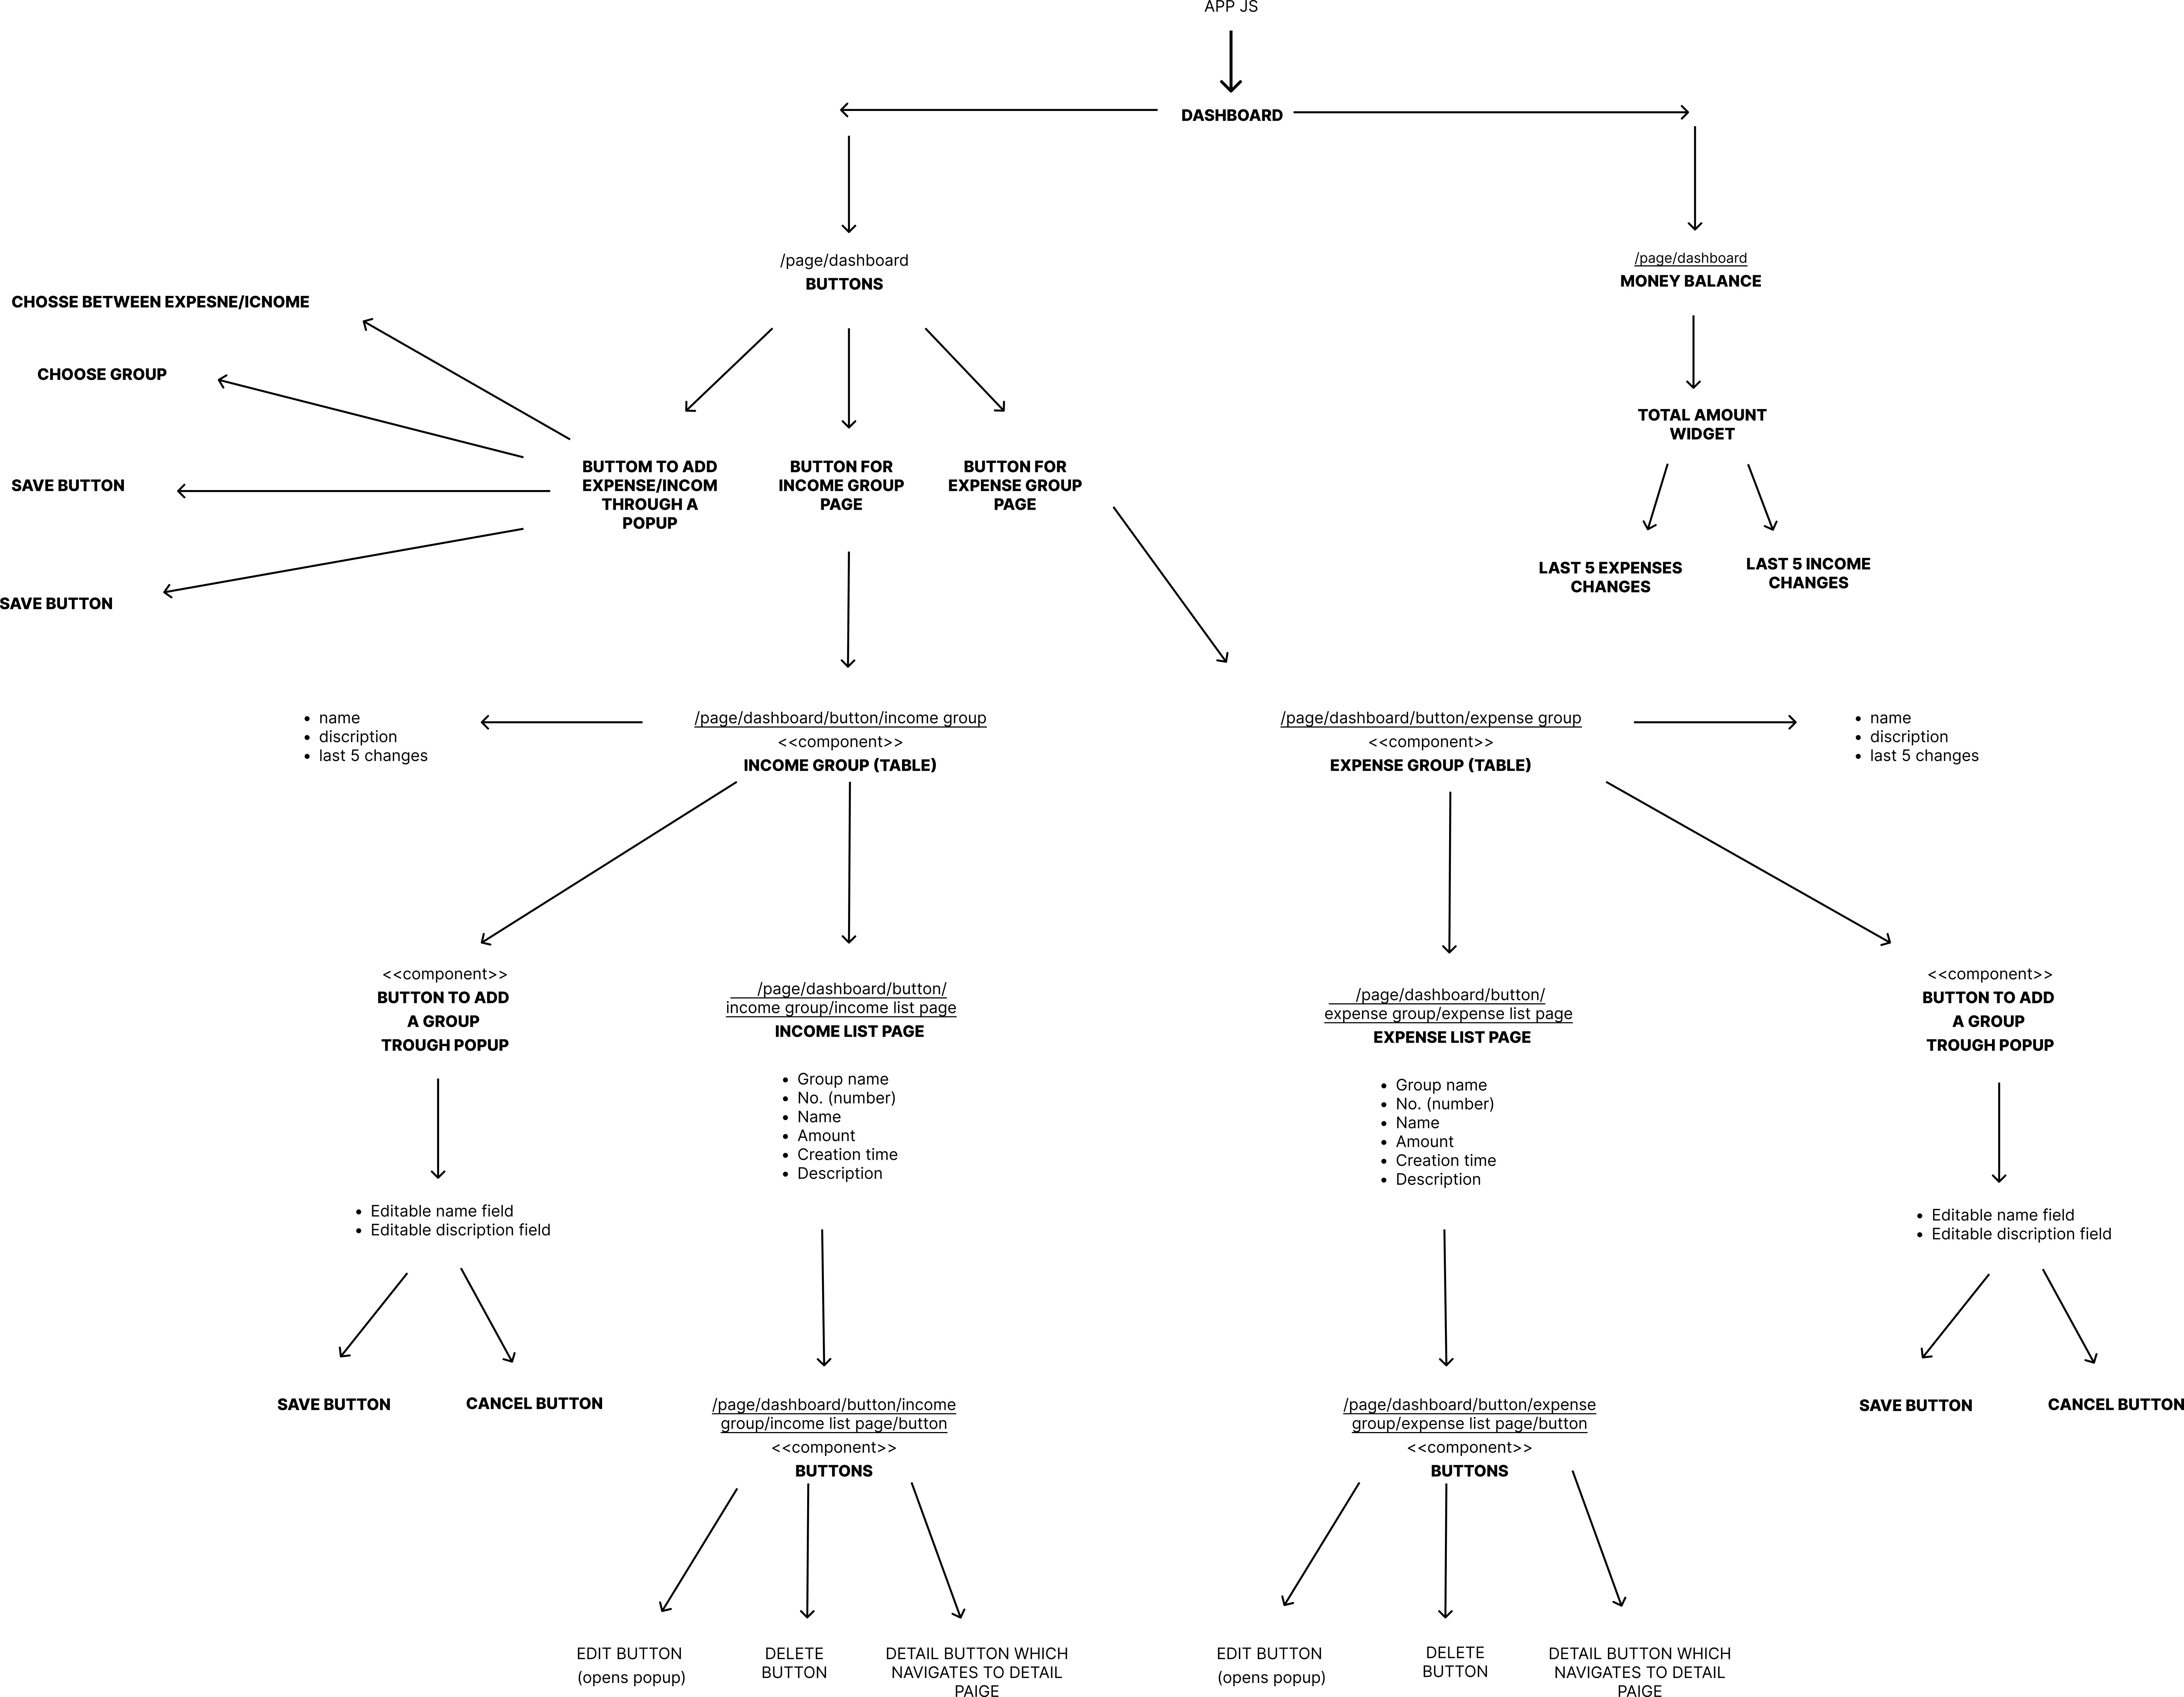 APP JS
DASHBOARD
/page/dashboard
BUTTONS
/page/dashboard
MONEY BALANCE
CHOSSE BETWEEN EXPESNE/ICNOME
CHOOSE GROUP
SAVE BUTTON
SAVE BUTTON
BUTTOM TO ADD
EXPENSE/INCOM
THROUGH A
POPUP
BUTTON FOR
INCOME GROUP
PAGE
BUTTON FOR
EXPENSE GROUP
PAGE
TOTAL AMOUNT
WIDGET
LAST 5 EXPENSES
CHANGES
LAST 5 INCOME
CHANGES
• name
• discription
• last 5 changes
/page/dashboard/button/income group
<<component>>
INCOME GROUP (TABLE)
/page/dashboard/button/expense group
<<component>>
EXPENSE GROUP (TABLE)
• name
• discription
• last 5 changes
<<component>>
BUTTON TO ADD
A GROUP
TROUGH POPUP
/page/dashboard/button/
income group/income list page
INCOME LIST PAGE
• Group name
• No. (number)
• Name
• Amount
• Creation time
• Description
/page/dashboard/button/
expense group/expense list page
EXPENSE LIST PAGE
• Group name
• No. (number)
• Name
• Amount
• Creation time
• Description
<<component>>
BUTTON TO ADD
A GROUP
TROUGH POPUP
• Editable name field
• Editable discription field
• Editable name field
• Editable discription field
SAVE BUTTON
CANCEL BUTTON
/page/dashboard/button/income
group/income list page/button
<<component>>
BUTTONS
/page/dashboard/button/expense
group/expense list page/button
<<component>>
BUTTONS
SAVE BUTTON
CANCEL BUTTON
EDIT BUTTON
(opens popup)
DELETE
BUTTON
DETAIL BUTTON WHICH
NAVIGATES TO DETAIL
PAIGE
EDIT BUTTON
(opens popup)
DELETE
BUTTON
DETAIL BUTTON WHICH
NAVIGATES TO DETAIL
PAIGE